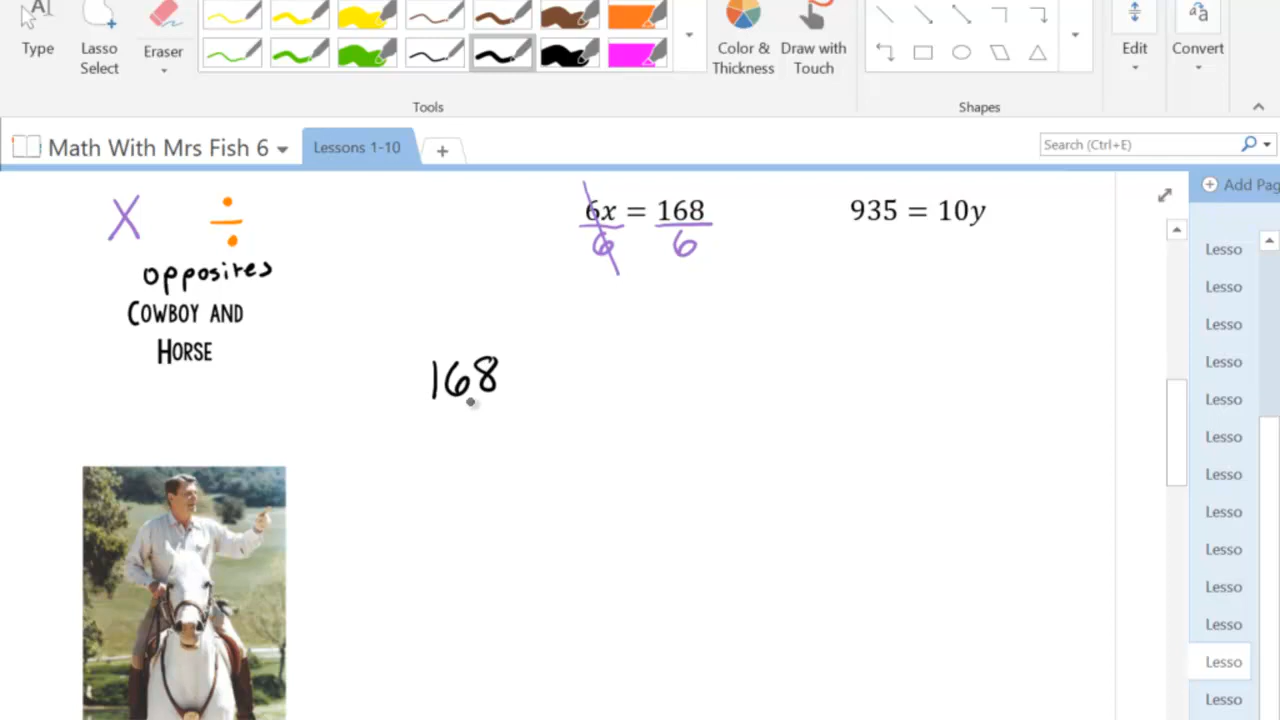 Type
Lasso
Select
Eraser
Color &
Thickness
Draw with
Touch
Edit
Convert
Tools
Shapes
Math With Mrs Fish 6
Lessons 1-10
+
Search (Ctrl+E)
Add Pag
X ÷
opposites
COWBOY AND
HORSE
6x = 168
6 6
935 = 10y
168
Lesso
Lesso
Lesso
Lesso
Lesso
Lesso
Lesso
Lesso
Lesso
Lesso
Lesso
Lesso
Lesso